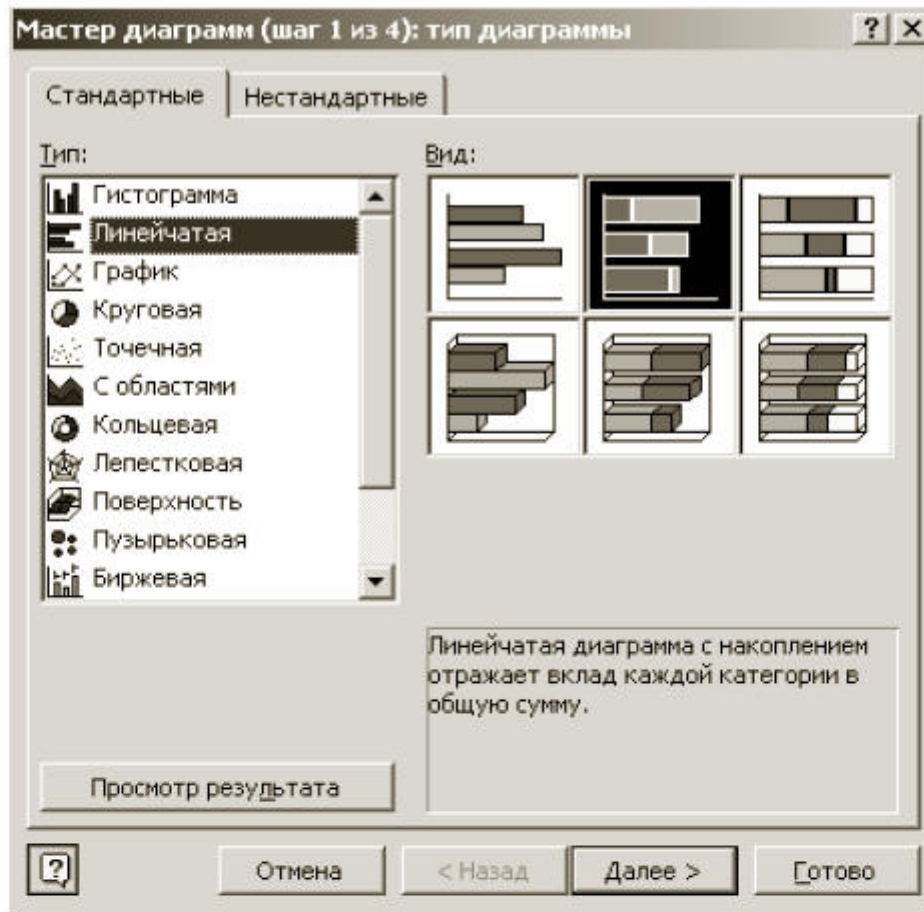 Мастер диаграмм (шаг 1 из 4): тип диаграммы
Стандартные
Нестандартные
Тип:
Гистограмма
Линейчатая
График
Круговая
Точечная
С областями
Кольцевая
Лепестковая
Поверхность
Пузырьковая
Биржевая
Вид:
Линейчатая диаграмма с накоплением
отражает вклад каждой категории в
общую сумму.
Просмотр результата
Отмена
< Назад
Далее >
Готово